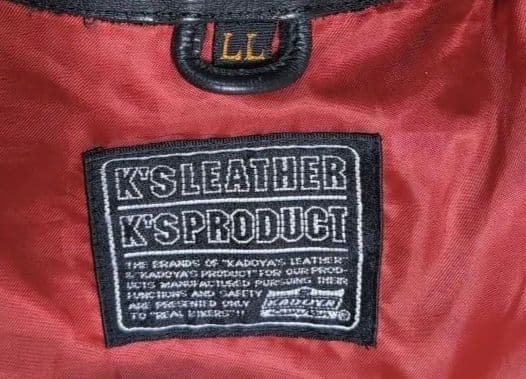 LL
K'S LEATHER
K'S PRODUCT
THE BRANDS OF "KADOYA'S LEATHER"
& "KADOYA'S PRODUCT" FOR OUR PROD-
UCTS MANUFACTURED PURSUING THEIR
FUNCTIONS AND SAFETY
ARE PRESENTED ONLY
TO "REAL BIKERS"!!
KADOYA